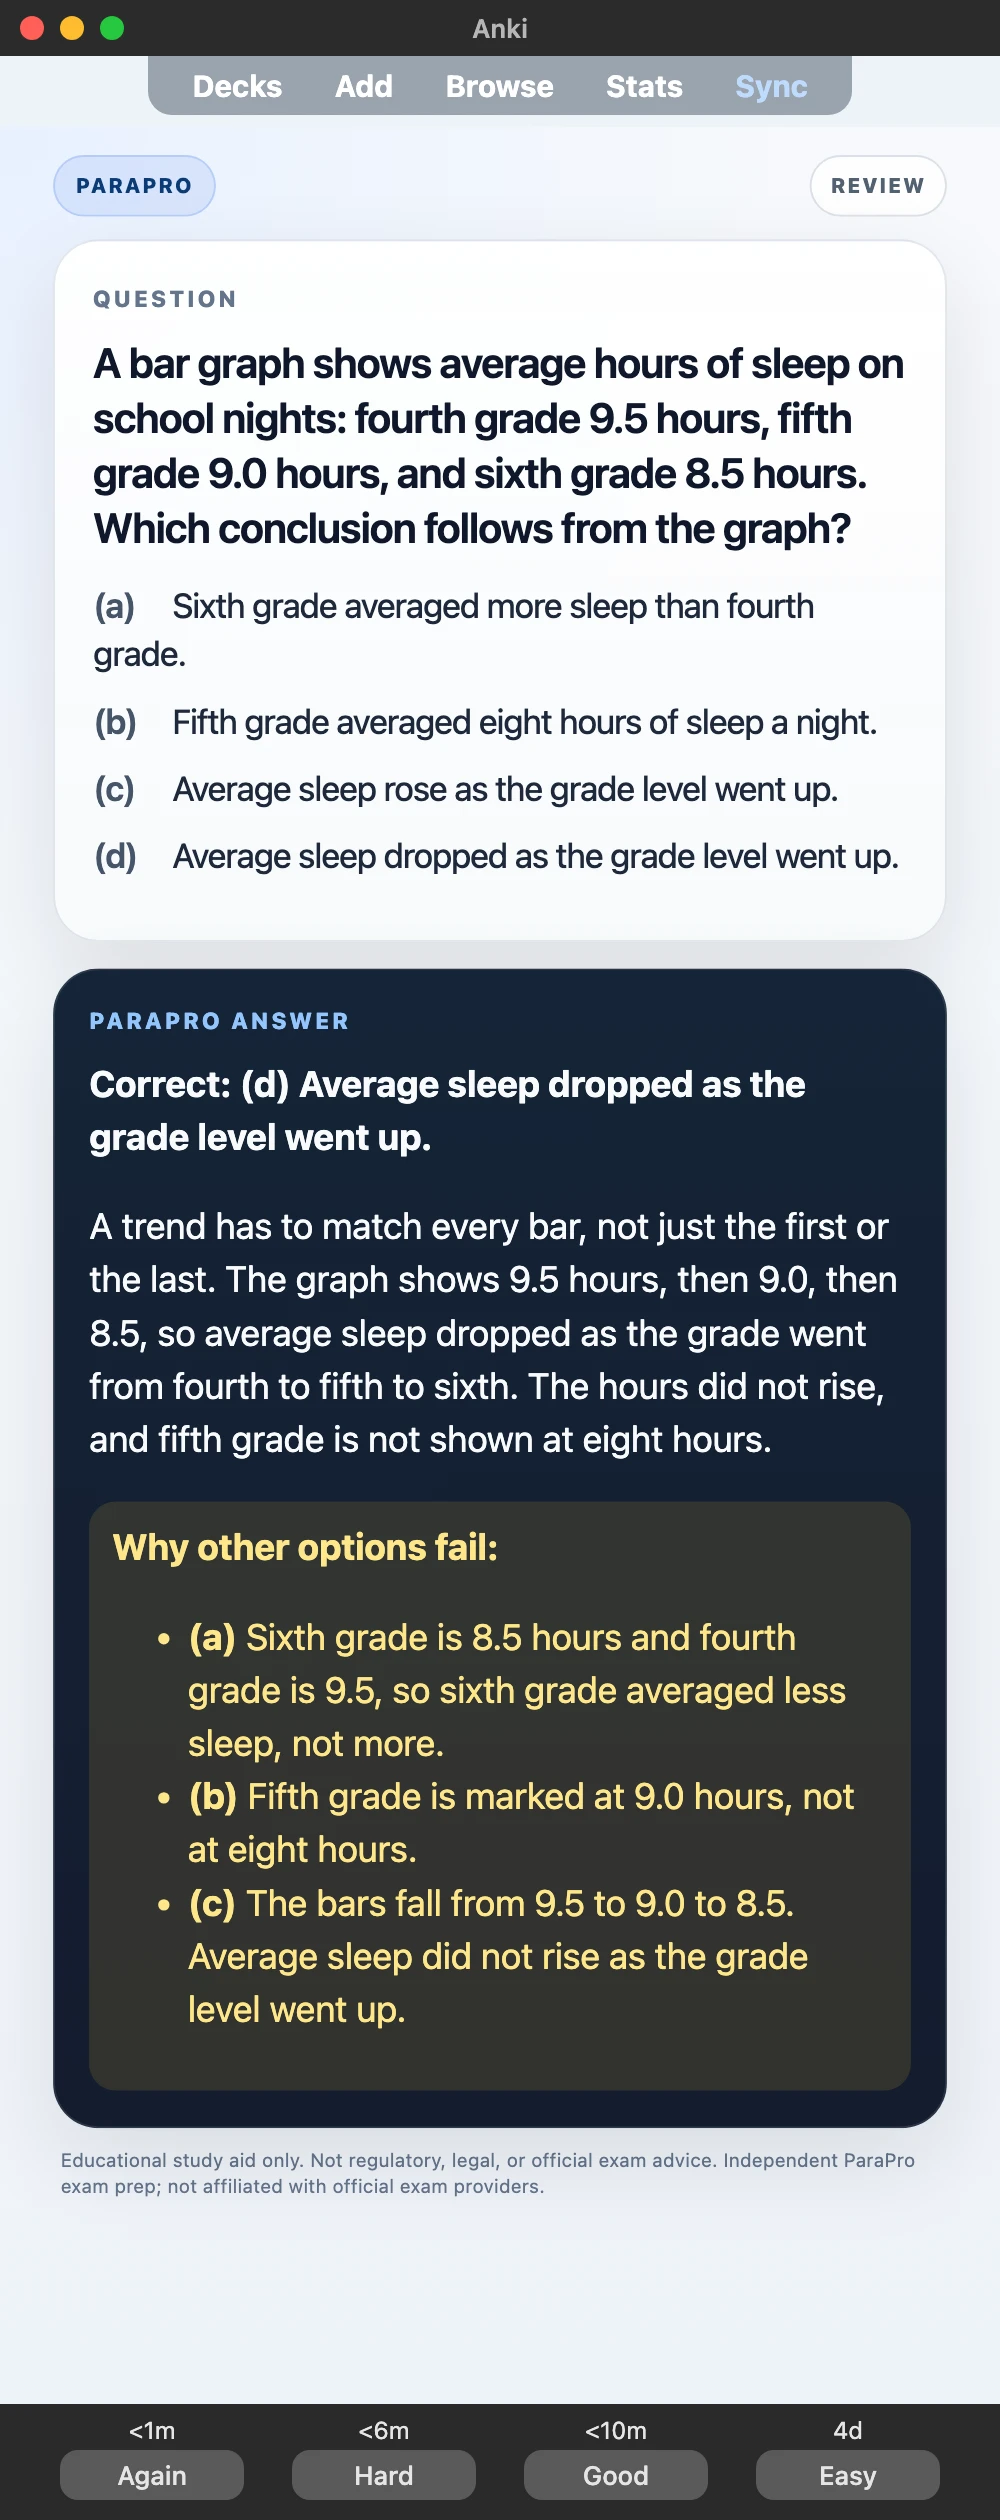 Anki
Decks Add Browse Stats Sync
PARAPRO
REVIEW
QUESTION
A bar graph shows average hours of sleep on
school nights: fourth grade 9.5 hours, fifth
grade 9.0 hours, and sixth grade 8.5 hours.
Which conclusion follows from the graph?
(a) Sixth grade averaged more sleep than fourth
grade.
(b) Fifth grade averaged eight hours of sleep a night.
(c) Average sleep rose as the grade level went up.
(d) Average sleep dropped as the grade level went up.
PARAPRO ANSWER
Correct: (d) Average sleep dropped as the
grade level went up.
A trend has to match every bar, not just the first or
the last. The graph shows 9.5 hours, then 9.0, then
8.5, so average sleep dropped as the grade went
from fourth to fifth to sixth. The hours did not rise,
and fifth grade is not shown at eight hours.
Why other options fail:
• (a) Sixth grade is 8.5 hours and fourth
grade is 9.5, so sixth grade averaged less
sleep, not more.
• (b) Fifth grade is marked at 9.0 hours, not
at eight hours.
• (c) The bars fall from 9.5 to 9.0 to 8.5.
Average sleep did not rise as the grade
level went up.
Educational study aid only. Not regulatory, legal, or official exam advice. Independent ParaPro
exam prep; not affiliated with official exam providers.
<1m <6m <10m 4d
Again Hard Good Easy